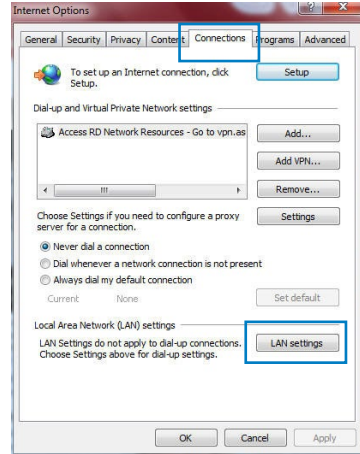 Internet Options
General Security Privacy Content Connections Programs Advanced
To set up an Internet connection, click
Setup.
Setup
Dial-up and Virtual Private Network settings
Access RD Network Resources - Go to vpn.as
Add...
Add VPN...
Remove...
Choose Settings if you need to configure a proxy
server for a connection.
Settings
Never dial a connection
Dial whenever a network connection is not present
Always dial my default connection
Current None
Set default
Local Area Network (LAN) settings
LAN Settings do not apply to dial-up connections.
Choose Settings above for dial-up settings.
LAN settings
OK Cancel Apply